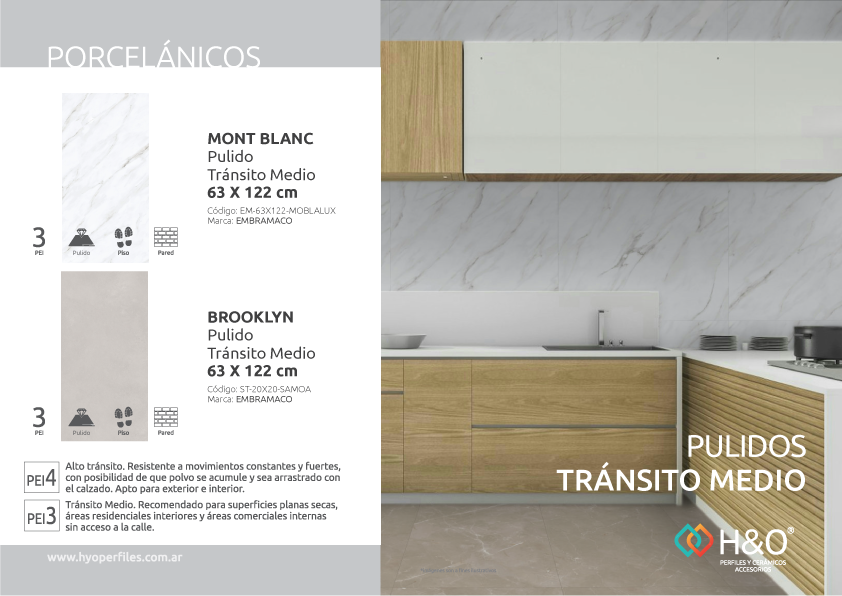 PORCELÁNICOS
MONT BLANC
Pulido
Tránsito Medio
63 X 122 cm
Código: EM-63X122-MOBLALUX
Marca: EMBRAMACO
3
PEI
Pulido
Piso
Pared
BROOKLYN
Pulido
Tránsito Medio
63 X 122 cm
Código: ST-20X20-SAMOA
Marca: EMBRAMACO
3
PEI
Pulido
Piso
Pared
PEI4
Alto tránsito. Resistente a movimientos constantes y fuertes,
con posibilidad de que polvo se acumule y sea arrastrado con
el calzado. Apto para exterior e interior.
PEI3
Tránsito Medio. Recomendado para superficies planas secas,
áreas residenciales interiores y áreas comerciales internas
sin acceso a la calle.
www.hyoperfiles.com.ar
PULIDOS
TRÁNSITO MEDIO
H&O®
PERFILES Y CERÁMICOS
ACCESORIOS